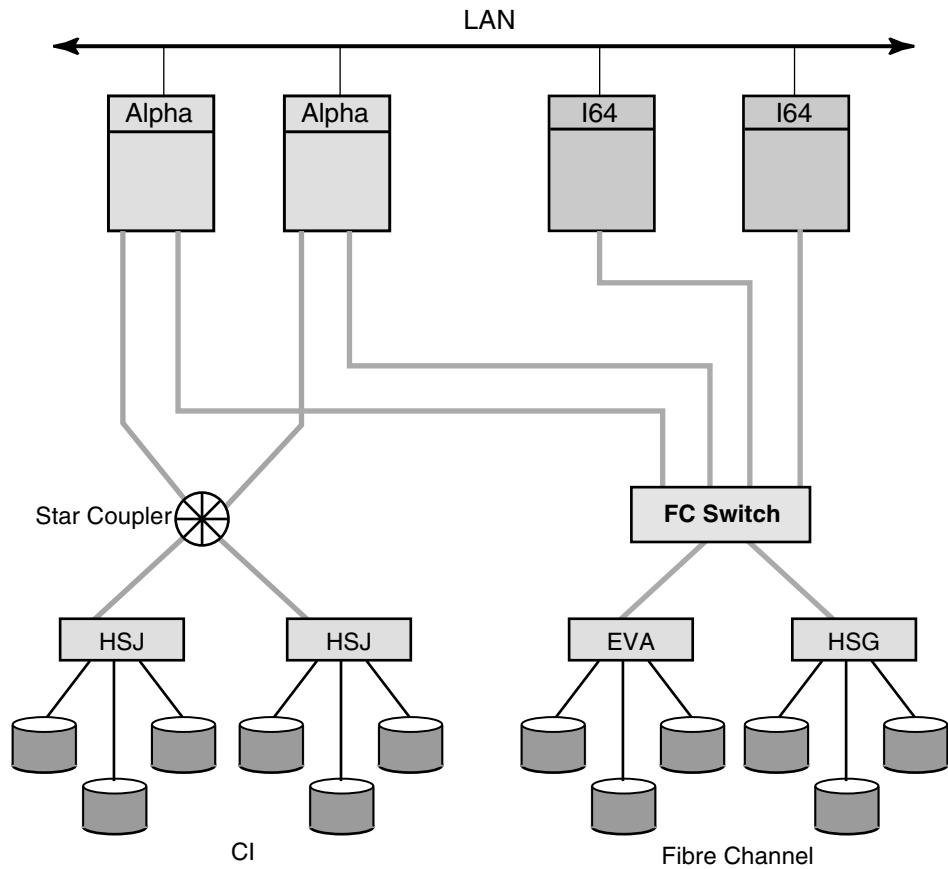 LAN
Alpha
Alpha
I64
I64
Star Coupler
FC Switch
HSJ
HSJ
EVA
HSG
CI
Fibre Channel